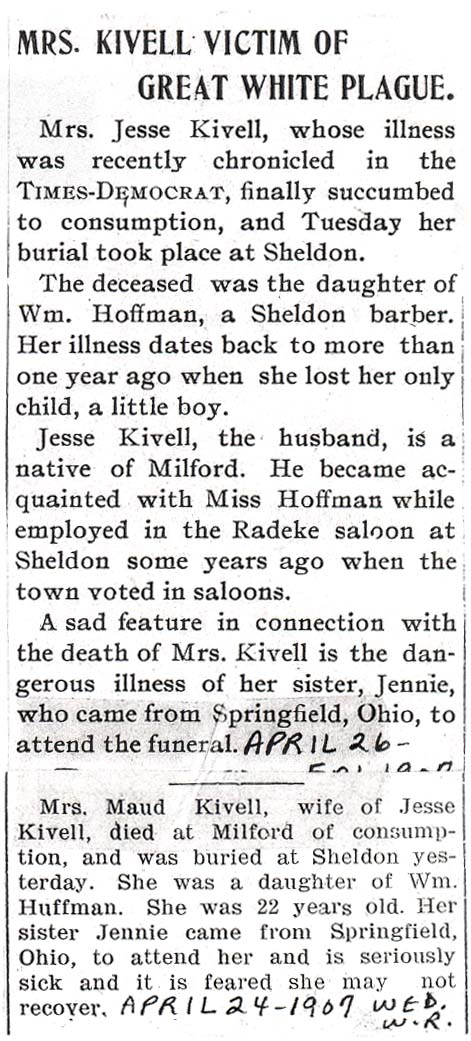 MRS. KIVELL VICTIM OF
GREAT WHITE PLAGUE.
Mrs. Jesse Kivell, whose illness
was recently chronicled in the
TIMES-DEMOCRAT, finally succumbed
to consumption, and Tuesday her
burial took place at Sheldon.
The deceased was the daughter of
Wm. Hoffman, a Sheldon barber.
Her illness dates back to more than
one year ago when she lost her only
child, a little boy.
Jesse Kivell, the husband, is a
native of Milford. He became ac-
quainted with Miss Hoffman while
employed in the Radeke saloon at
Sheldon some years ago when the
town voted in saloons.
A sad feature in connection with
the death of Mrs. Kivell is the dan-
gerous illness of her sister, Jennie,
who came from Springfield, Ohio, to
attend the funeral. APRIL 26-
Mrs. Maud Kivell, wife of Jesse
Kivell, died at Milford of consump-
tion, and was buried at Sheldon yes-
terday. She was a daughter of Wm.
Huffman. She was 22 years old. Her
sister Jennie came from Springfield,
Ohio, to attend her and is seriously
sick and it is feared she may not
recover. APRIL 24-1907 WED.
W.R.